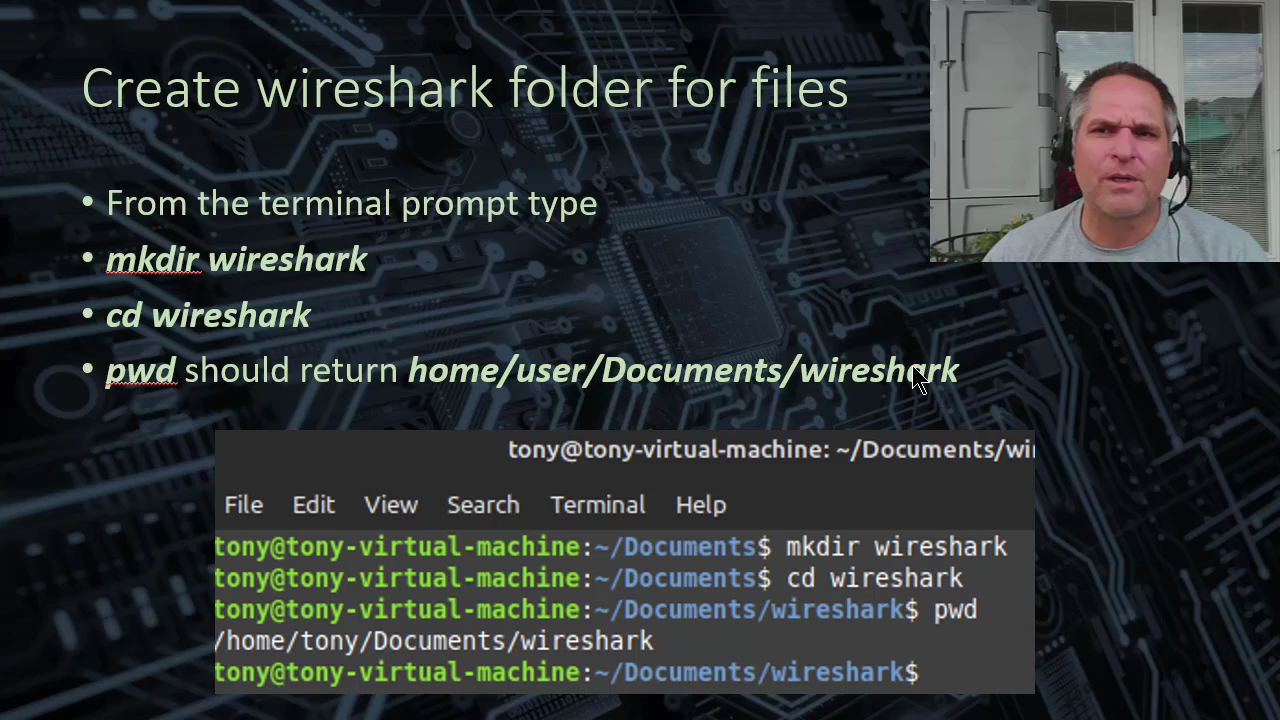 Create wireshark folder for files
• From the terminal prompt type
• mkdir wireshark
• cd wireshark
• pwd should return home/user/Documents/wireshark
tony@tony-virtual-machine: ~/Documents/wir
File Edit View Search Terminal Help
tony@tony-virtual-machine:~/Documents$ mkdir wireshark
tony@tony-virtual-machine:~/Documents$ cd wireshark
tony@tony-virtual-machine:~/Documents/wireshark$ pwd
/home/tony/Documents/wireshark
tony@tony-virtual-machine:~/Documents/wireshark$